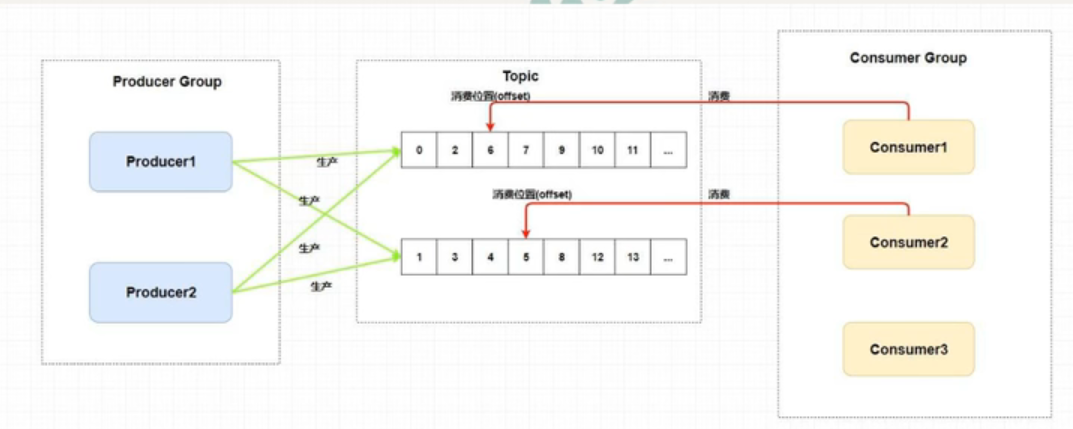 Producer Group
Producer1
Producer2
生产
生产
生产
生产
Topic
消费位置(offset)
消费
0 2 6 7 9 10 11 ...
消费位置(offset)
消费
1 3 4 5 8 12 13 ...
Consumer Group
Consumer1
Consumer2
Consumer3